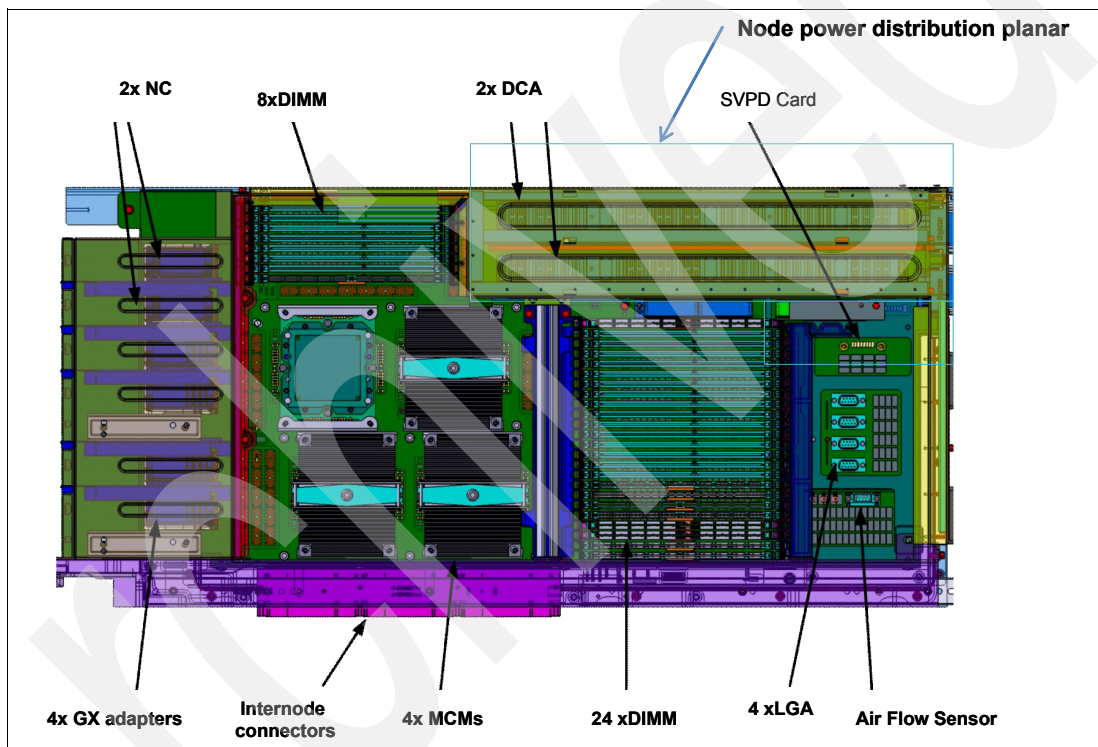 Node power distribution planar
2x NC
8xDIMM
2x DCA
SVPD Card
4x GX adapters
Internode
connectors
4x MCMs
24 xDIMM
4 xLGA
Air Flow Sensor